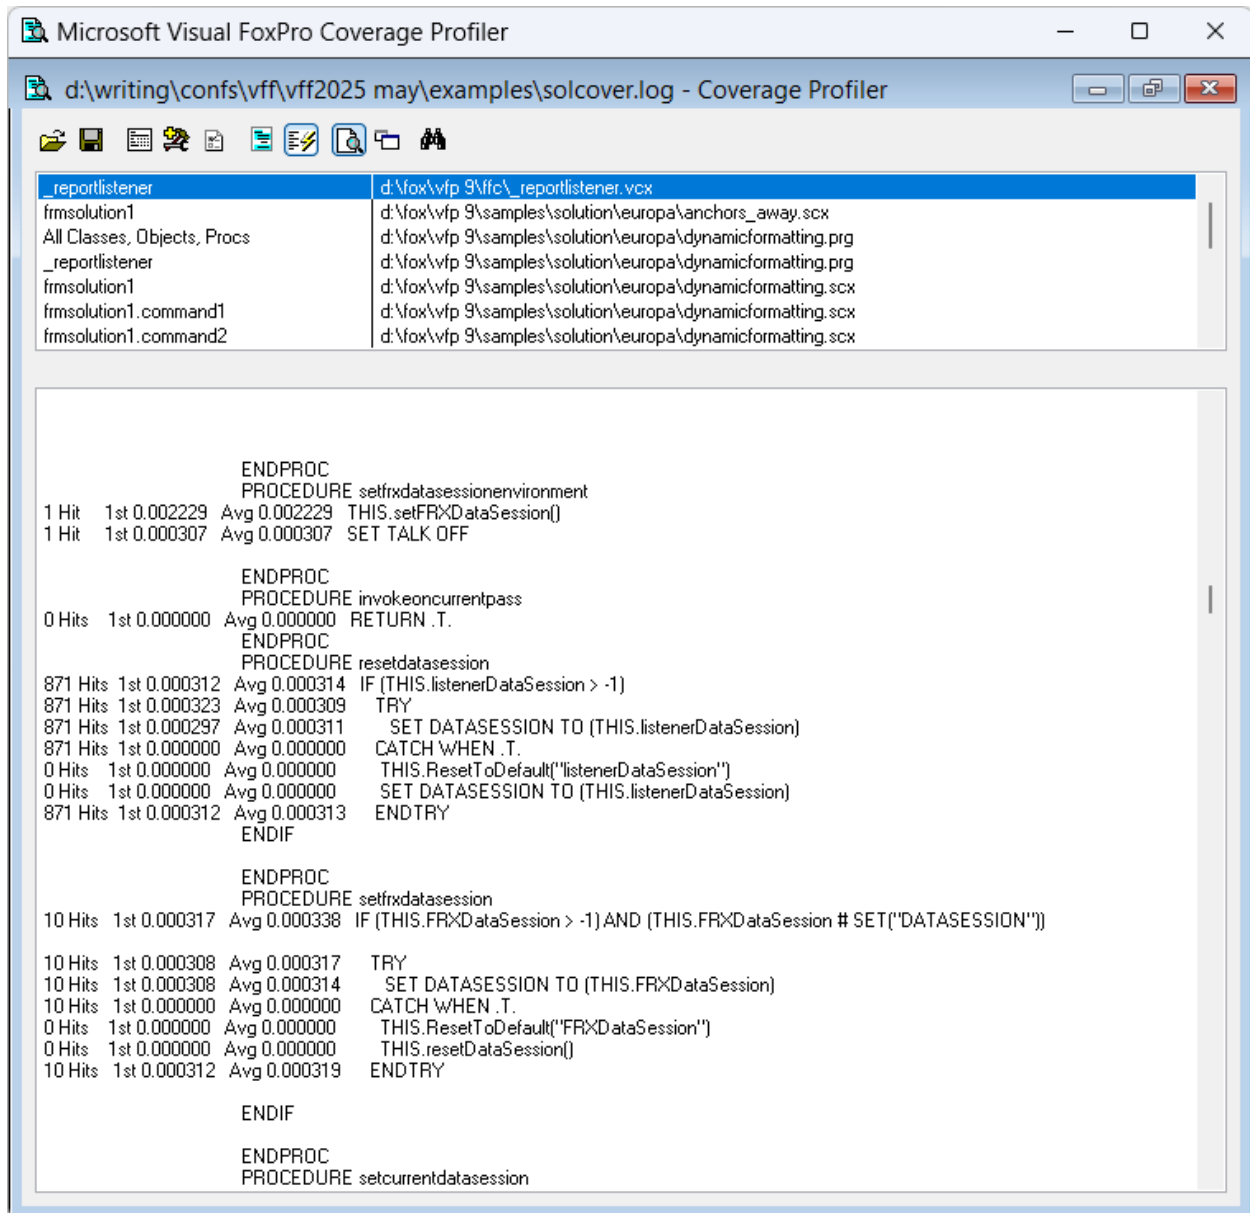 Microsoft Visual FoxPro Coverage Profiler
d:\writing\confs\vff\vff2025 may\examples\solcover.log - Coverage Profiler
_reportlistener d:\fox\vfp 9\ffc\_reportlistener.vcx
frmsolution1 d:\fox\vfp 9\samples\solution\europa\anchors_away.scx
All Classes, Objects, Procs d:\fox\vfp 9\samples\solution\europa\dynamicformatting.prg
_reportlistener d:\fox\vfp 9\samples\solution\europa\dynamicformatting.prg
frmsolution1 d:\fox\vfp 9\samples\solution\europa\dynamicformatting.scx
frmsolution1.command1 d:\fox\vfp 9\samples\solution\europa\dynamicformatting.scx
frmsolution1.command2 d:\fox\vfp 9\samples\solution\europa\dynamicformatting.scx
ENDPROC
PROCEDURE setfrxdatasessionenvironment
1 Hit 1st 0.002229 Avg 0.002229 THIS.setFRXDataSession()
1 Hit 1st 0.000307 Avg 0.000307 SET TALK OFF
ENDPROC
PROCEDURE invokeoncurrentpass
0 Hits 1st 0.000000 Avg 0.000000 RETURN .T.
ENDPROC
PROCEDURE resetdatasession
871 Hits 1st 0.000312 Avg 0.000314 IF (THIS.listenerDataSession > -1)
871 Hits 1st 0.000323 Avg 0.000309 TRY
871 Hits 1st 0.000297 Avg 0.000311 SET DATASESSION TO (THIS.listenerDataSession)
871 Hits 1st 0.000000 Avg 0.000000 CATCH WHEN .T.
0 Hits 1st 0.000000 Avg 0.000000 THIS.ResetToDefault("listenerDataSession")
0 Hits 1st 0.000000 Avg 0.000000 SET DATASESSION TO (THIS.listenerDataSession)
871 Hits 1st 0.000312 Avg 0.000313 ENDTRY
ENDIF
ENDPROC
PROCEDURE setfrxdatasession
10 Hits 1st 0.000317 Avg 0.000338 IF (THIS.FRXDataSession > -1) AND (THIS.FRXDataSession # SET("DATASESSION"))
10 Hits 1st 0.000308 Avg 0.000317 TRY
10 Hits 1st 0.000308 Avg 0.000314 SET DATASESSION TO (THIS.FRXDataSession)
10 Hits 1st 0.000000 Avg 0.000000 CATCH WHEN .T.
0 Hits 1st 0.000000 Avg 0.000000 THIS.ResetToDefault("FRXDataSession")
0 Hits 1st 0.000000 Avg 0.000000 THIS.resetDataSession()
10 Hits 1st 0.000312 Avg 0.000319 ENDTRY
ENDIF
ENDPROC
PROCEDURE setcurrentdatasession